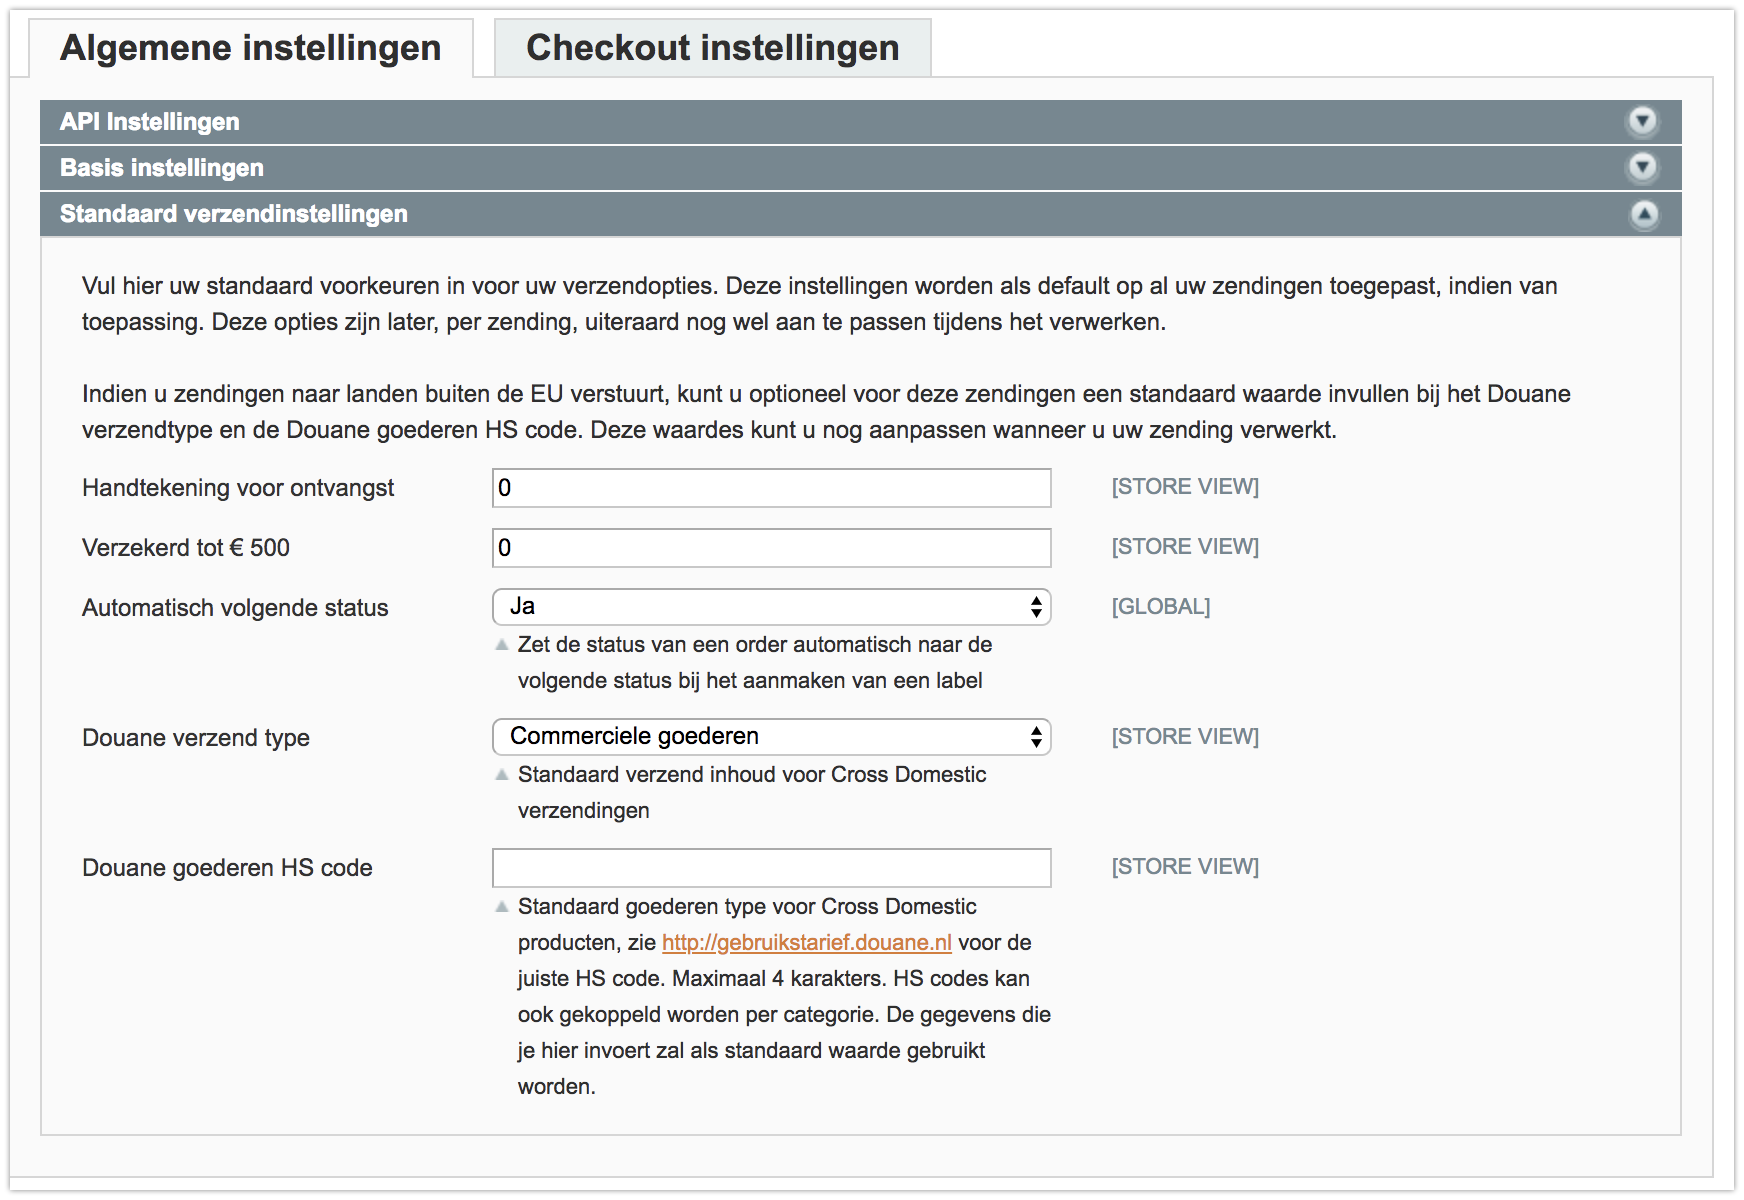 Algemene instellingen
Checkout instellingen
API Instellingen
Basis instellingen
Standaard verzendinstellingen
Vul hier uw standaard voorkeuren in voor uw verzendopties. Deze instellingen worden als default op al uw zendingen toegepast, indien van
toepassing. Deze opties zijn later, per zending, uiteraard nog wel aan te passen tijdens het verwerken.
Indien u zendingen naar landen buiten de EU verstuurt, kunt u optioneel voor deze zendingen een standaard waarde invullen bij het Douane
verzendtype en de Douane goederen HS code. Deze waardes kunt u nog aanpassen wanneer u uw zending verwerkt.
Handtekening voor ontvangst
0
[STORE VIEW]
Verzekerd tot € 500
0
[STORE VIEW]
Automatisch volgende status
Ja
[GLOBAL]
Zet de status van een order automatisch naar de
volgende status bij het aanmaken van een label
Douane verzend type
Commerciele goederen
[STORE VIEW]
Standaard verzend inhoud voor Cross Domestic
verzendingen
Douane goederen HS code
[STORE VIEW]
Standaard goederen type voor Cross Domestic
producten, zie http://gebruikstarief.douane.nl voor de
juiste HS code. Maximaal 4 karakters. HS codes kan
ook gekoppeld worden per categorie. De gegevens die
je hier invoert zal als standaard waarde gebruikt
worden.